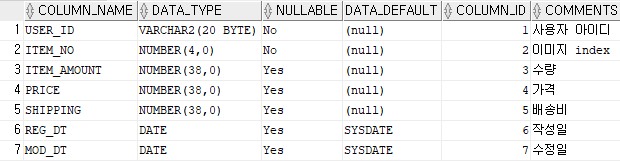 COLUMN_NAME DATA_TYPE NULLABLE DATA_DEFAULT COLUMN_ID COMMENTS
1 USER_ID VARCHAR2(20 BYTE) No (null) 1 사용자 아이디
2 ITEM_NO NUMBER(4,0) No (null) 2 이미지 index
3 ITEM_AMOUNT NUMBER(38,0) Yes (null) 3 수량
4 PRICE NUMBER(38,0) Yes (null) 4 가격
5 SHIPPING NUMBER(38,0) Yes (null) 5 배송비
6 REG_DT DATE Yes SYSDATE 6 작성일
7 MOD_DT DATE Yes SYSDATE 7 수정일